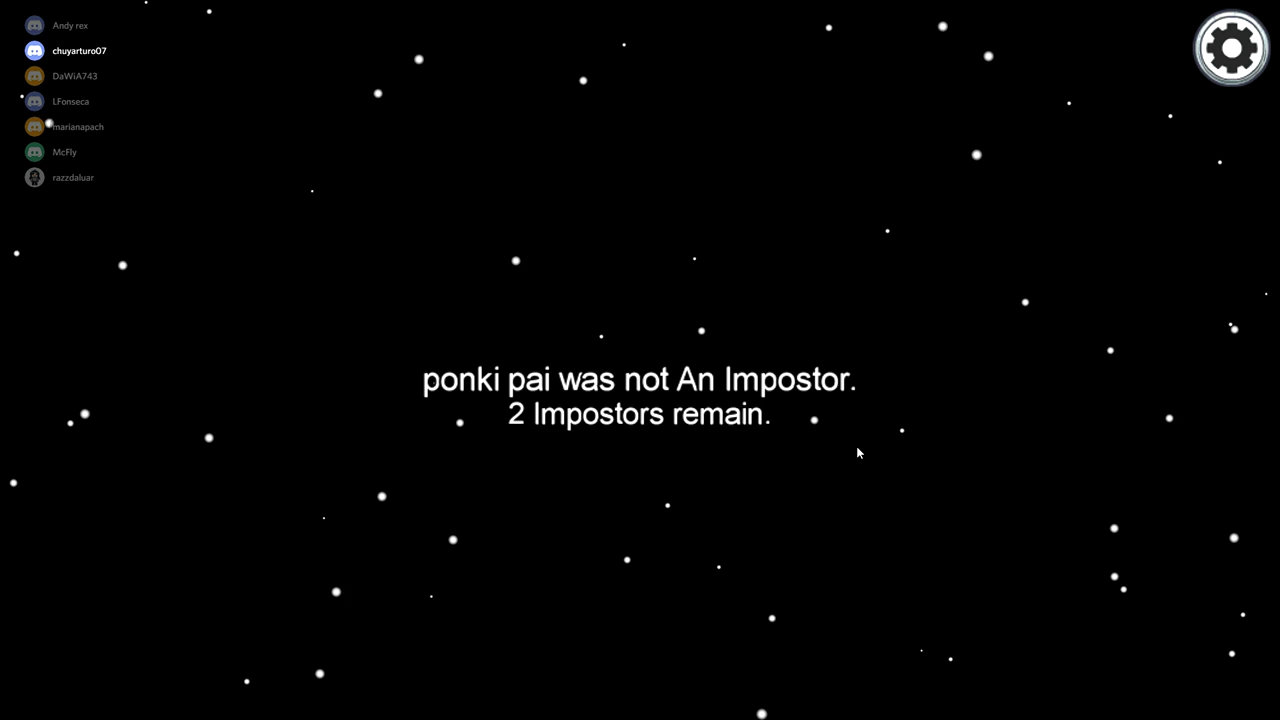 Andy rex
chuyarturo07
DaWiA743
LFonseca
marianapach
McFly
razzdaluar
ponki pai was not An Impostor.
2 Impostors remain.